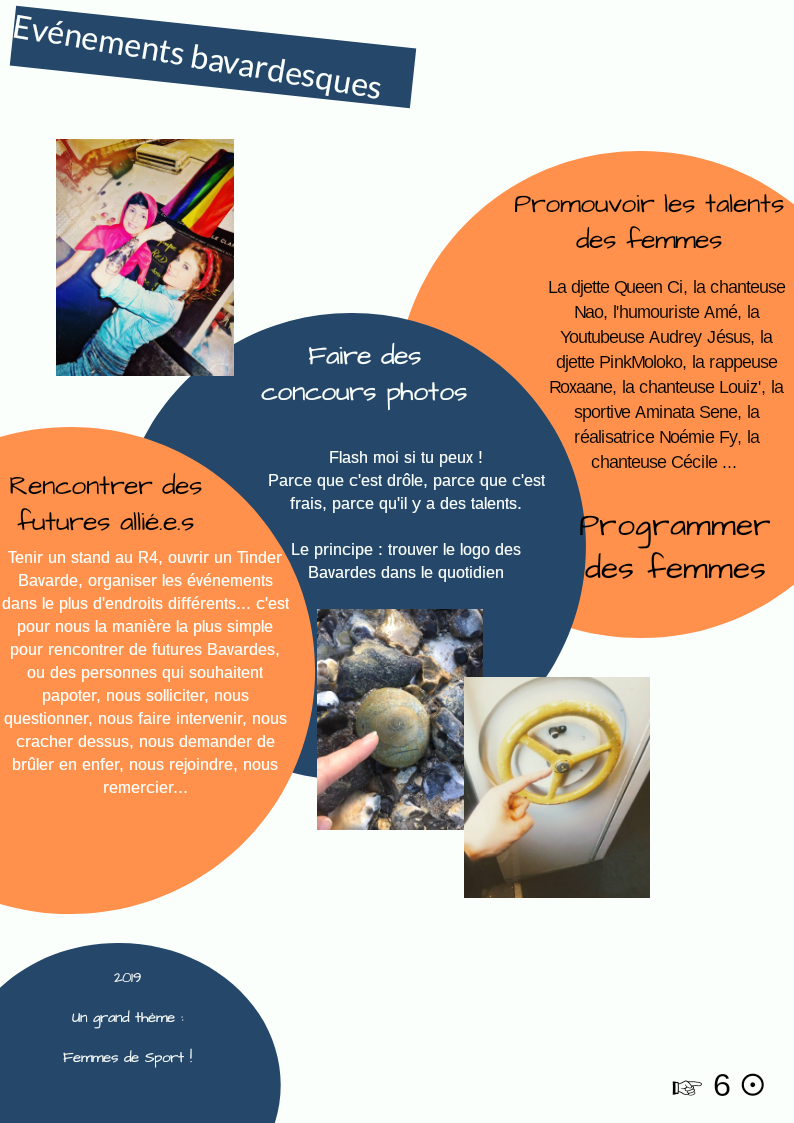 Evénements bavardesques
Promouvoir les talents
des femmes
La djette Queen Ci, la chanteuse
Nao, l'humouriste Amé, la
Youtubeuse Audrey Jésus, la
djette PinkMoloko, la rappeuse
Roxaane, la chanteuse Louiz', la
sportive Aminata Sene, la
réalisatrice Noémie Fy, la
chanteuse Cécile ...
Programmer
des femmes
Faire des
concours photos
Flash moi si tu peux !
Parce que c'est drôle, parce que c'est
frais, parce qu'il y a des talents.
Le principe : trouver le logo des
Bavardes dans le quotidien
Rencontrer des
futures allié.e.s
Tenir un stand au R4, ouvrir un Tinder
Bavarde, organiser les événements
dans le plus d'endroits différents... c'est
pour nous la manière la plus simple
pour rencontrer de futures Bavardes,
ou des personnes qui souhaitent
papoter, nous solliciter, nous
questionner, nous faire intervenir, nous
cracher dessus, nous demander de
brûler en enfer, nous rejoindre, nous
remercier...
2019
Un grand thème :
Femmes de Sport !
☞ 6 ⊙